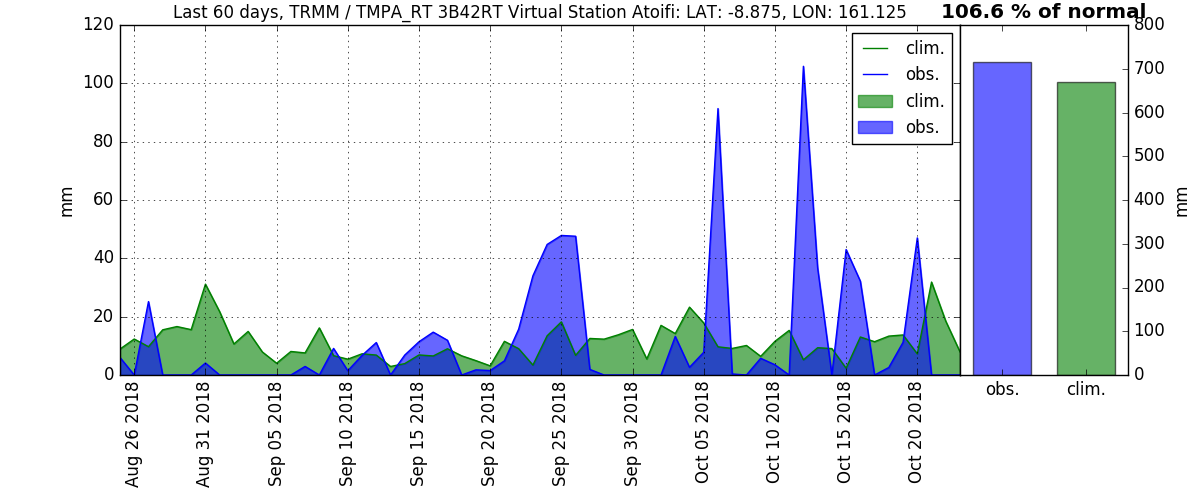 Last 60 days, TRMM / TMPA_RT 3B42RT Virtual Station Atoifi: LAT: -8.875, LON: 161.125
106.6 % of normal
120
100
80
60
40
20
0
mm
clim.
obs.
clim.
obs.
800
700
600
500
400
300
200
100
0
mm
obs.
clim.
Aug 26 2018
Aug 31 2018
Sep 05 2018
Sep 10 2018
Sep 15 2018
Sep 20 2018
Sep 25 2018
Sep 30 2018
Oct 05 2018
Oct 10 2018
Oct 15 2018
Oct 20 2018